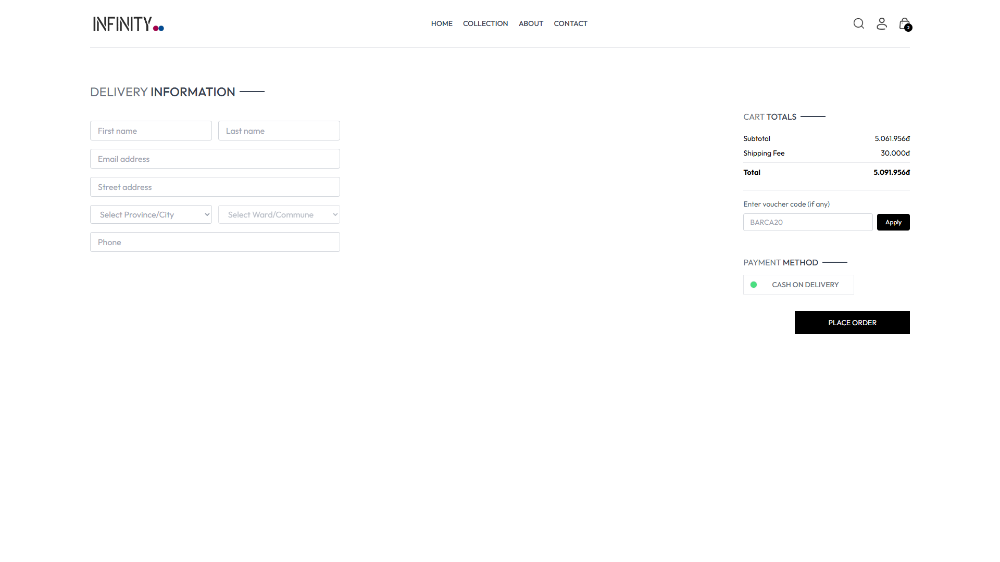 INFINITY
HOME COLLECTION ABOUT CONTACT
2
DELIVERY INFORMATION
First name Last name
Email address
Street address
Select Province/City Select Ward/Commune
Phone
CART TOTALS
Subtotal 5.061.956đ
Shipping Fee 30.000đ
Total 5.091.956đ
Enter voucher code (if any)
BARCA20 Apply
PAYMENT METHOD
CASH ON DELIVERY
PLACE ORDER